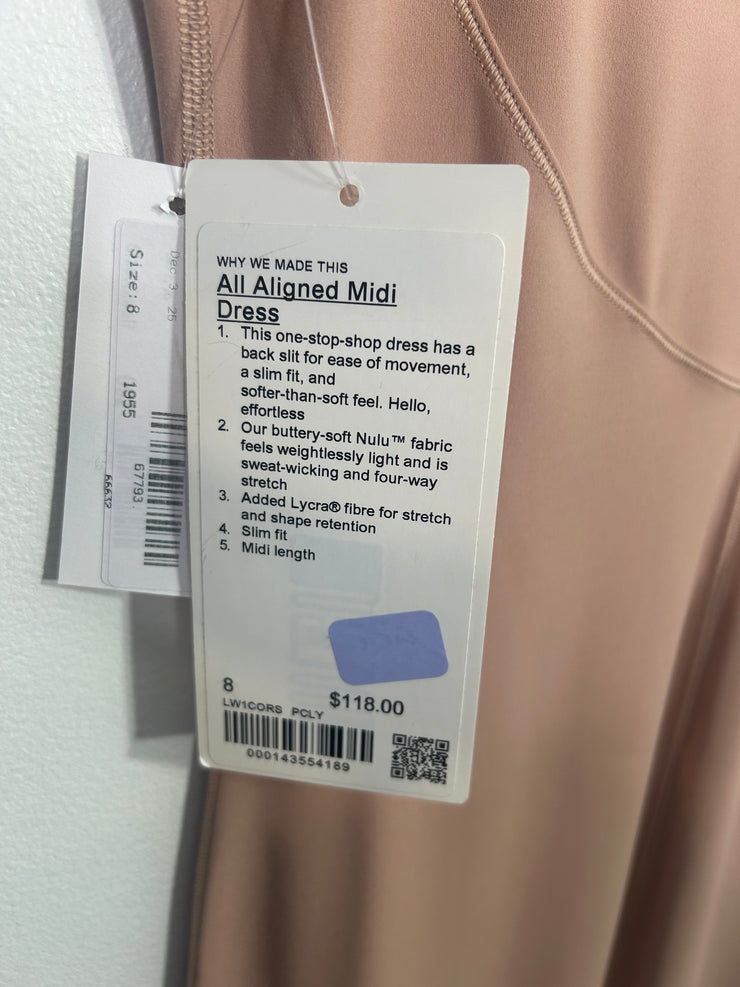 WHY WE MADE THIS
All Aligned Midi
Dress
1. This one-stop-shop dress has a
back slit for ease of movement,
a slim fit, and
softer-than-soft feel. Hello,
effortless
2. Our buttery-soft Nulu™ fabric
feels weightlessly light and is
sweat-wicking and four-way
stretch
3. Added Lycra® fibre for stretch
and shape retention
4. Slim fit
5. Midi length
8
$118.00
LW1CORS PCLY
000143554189
Dec 3 25
Size: 8
1955
67793.